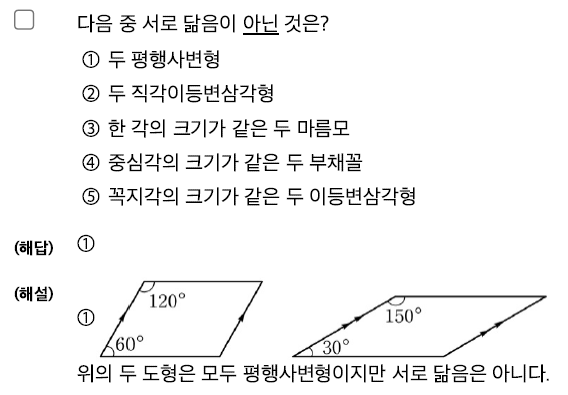 다음 중 서로 닮음이 아닌 것은?
① 두 평행사변형
② 두 직각이등변삼각형
③ 한 각의 크기가 같은 두 마름모
④ 중심각의 크기가 같은 두 부채꼴
⑤ 꼭지각의 크기가 같은 두 이등변삼각형
(해답) ①
(해설)
① 120° 60° 150° 30°
위의 두 도형은 모두 평행사변형이지만 서로 닮음은 아니다.